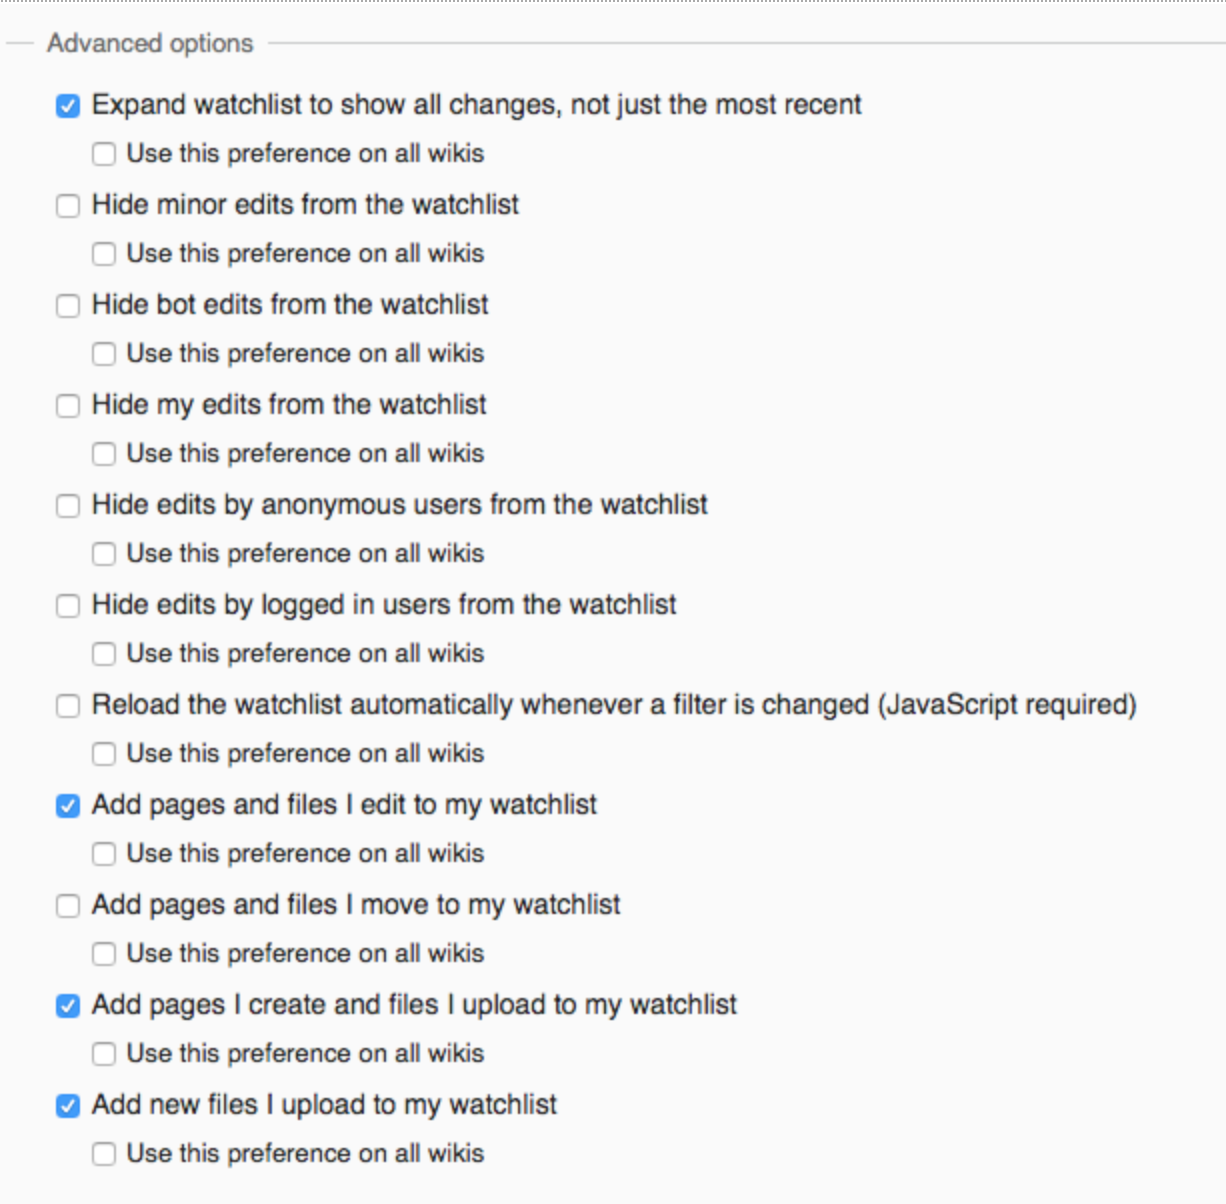 Advanced options
Expand watchlist to show all changes, not just the most recent
Use this preference on all wikis
Hide minor edits from the watchlist
Use this preference on all wikis
Hide bot edits from the watchlist
Use this preference on all wikis
Hide my edits from the watchlist
Use this preference on all wikis
Hide edits by anonymous users from the watchlist
Use this preference on all wikis
Hide edits by logged in users from the watchlist
Use this preference on all wikis
Reload the watchlist automatically whenever a filter is changed (JavaScript required)
Use this preference on all wikis
Add pages and files I edit to my watchlist
Use this preference on all wikis
Add pages and files I move to my watchlist
Use this preference on all wikis
Add pages I create and files I upload to my watchlist
Use this preference on all wikis
Add new files I upload to my watchlist
Use this preference on all wikis